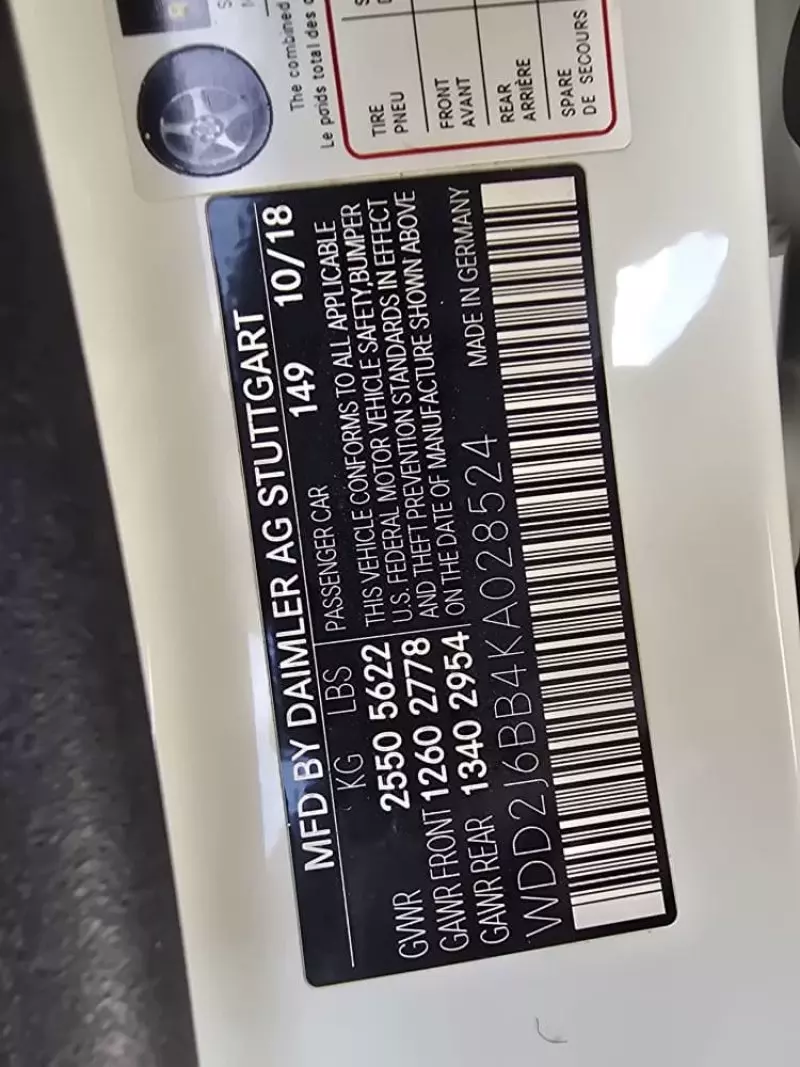 The combined
Le poids total des
TIRE
PNEU
FRONT
AVANT
REAR
ARRIÈRE
SPARE
DE SECOURS
MFD BY DAIMLER AG STUTTGART
KG LBS PASSENGER CAR 149 10/18
GVWR 2550 5622
GAWR FRONT 1260 2778
GAWR REAR 1340 2954
THIS VEHICLE CONFORMS TO ALL APPLICABLE
U.S. FEDERAL MOTOR VEHICLE SAFETY,BUMPER
AND THEFT PREVENTION STANDARDS IN EFFECT
ON THE DATE OF MANUFACTURE SHOWN ABOVE
WDD2J6BB4KA028524 MADE IN GERMANY